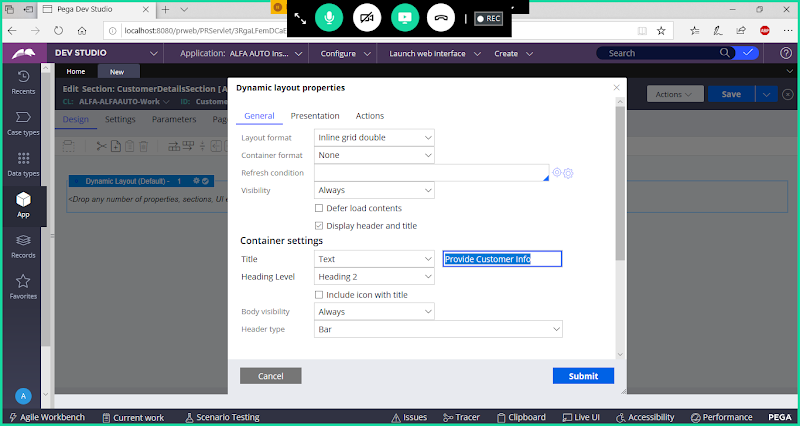 Pega Dev Studio
REC
localhost:8080/prweb/PRServlet/3RgaLFemDCaE
ABP
DEV STUDIO
Application: ALFA AUTO Ins...
Configure
Launch web interface
Create
Search...
Home
New
Recents
Case types
Data types
App
Records
Favorites
A
Edit Section: CustomerDetailsSection [A
CL: ALFA-ALFAAUTO-Work
ID: Custome
Actions
Save
Design
Settings
Parameters
Pag
Dynamic Layout (Default) - 1
<Drop any number of properties, sections, UI e
Dynamic layout properties
General
Presentation
Actions
Layout format
Inline grid double
Container format
None
Refresh condition
Visibility
Always
Defer load contents
Display header and title
Container settings
Title
Text
Provide Customer Info
Heading Level
Heading 2
Include icon with title
Body visibility
Always
Header type
Bar
Cancel
Submit
Agile Workbench
Current work
Scenario Testing
Issues
Tracer
Clipboard
Live UI
Accessibility
Performance
PEGA